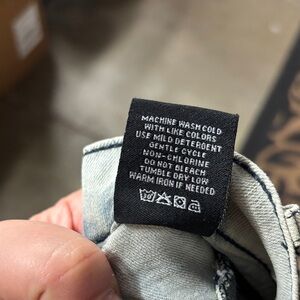 MACHINE WASH COLD
WITH LIKE COLORS
USE MILD DETERGENT
GENTLE CYCLE
NON-CHLORINE
DO NOT BLEACH
TUMBLE DRY LOW
WARM IRON IF NEEDED